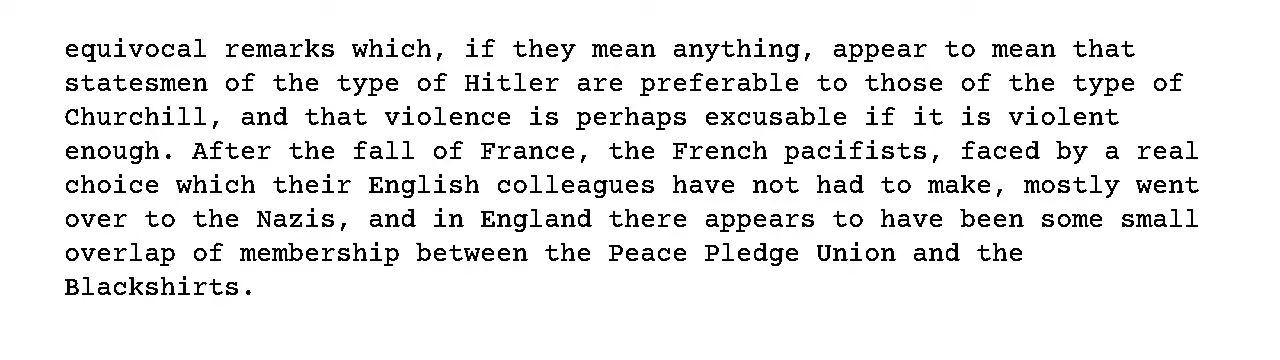 equivocal remarks which, if they mean anything, appear to mean that
statesmen of the type of Hitler are preferable to those of the type of
Churchill, and that violence is perhaps excusable if it is violent
enough. After the fall of France, the French pacifists, faced by a real
choice which their English colleagues have not had to make, mostly went
over to the Nazis, and in England there appears to have been some small
overlap of membership between the Peace Pledge Union and the
Blackshirts.